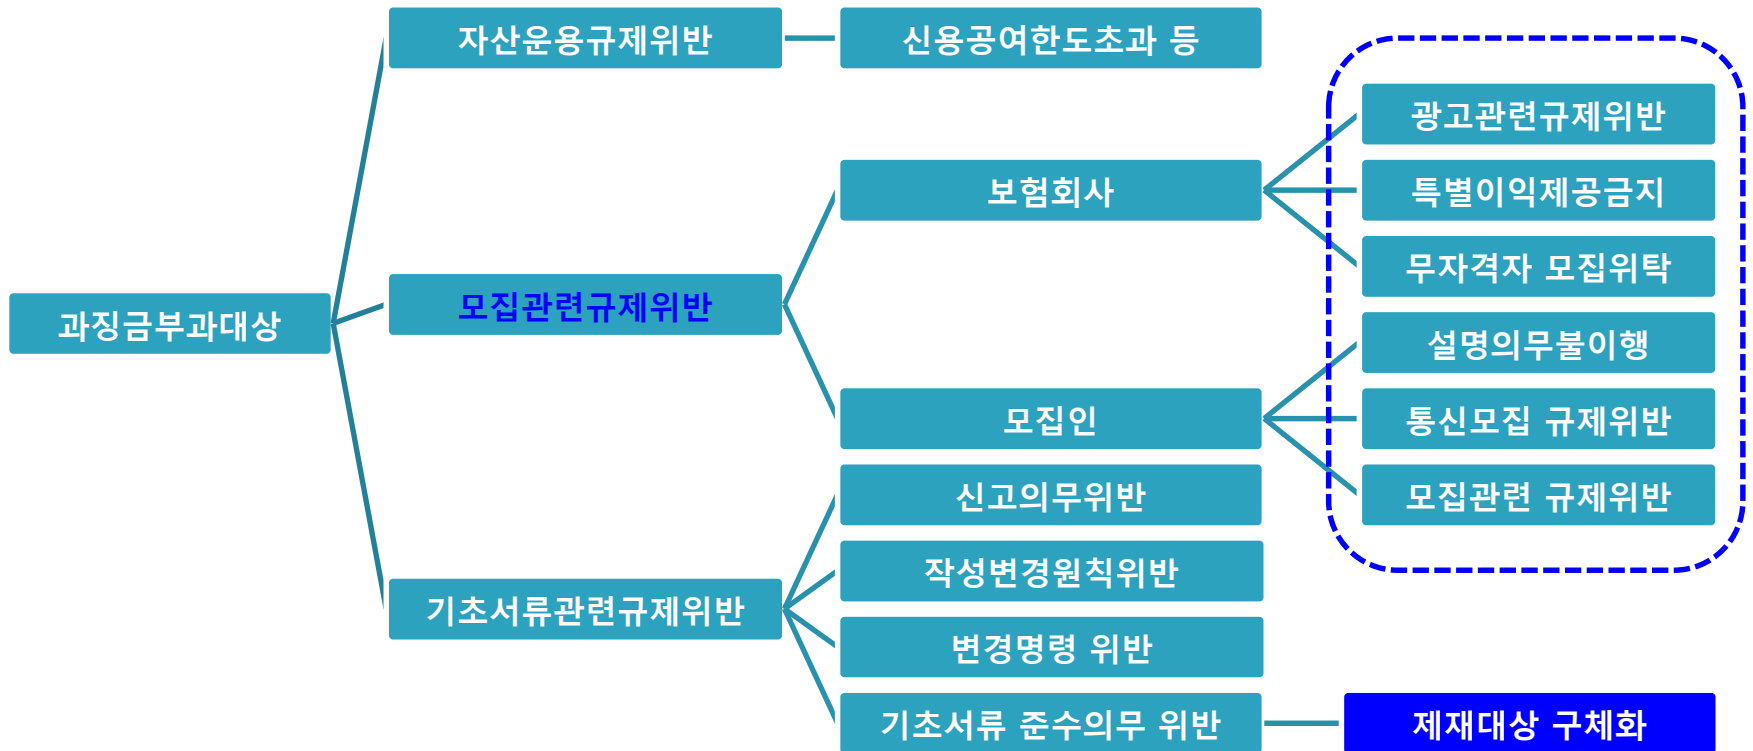 과징금부과대상
자산운용규제위반
신용공여한도초과 등
모집관련규제위반
보험회사
광고관련규제위반
특별이익제공금지
무자격자 모집위탁
모집인
설명의무불이행
통신모집 규제위반
모집관련 규제위반
기초서류관련규제위반
신고의무위반
작성변경원칙위반
변경명령 위반
기초서류 준수의무 위반
제재대상 구체화